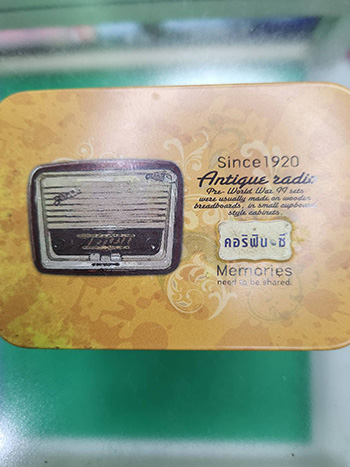 Since1920
Antique radio
Pre-World War II sets
were usually made on wooden
breadboards, in small cupboard
style cabinets.
คอริฟิน-ซี
Memories
need to be shared.